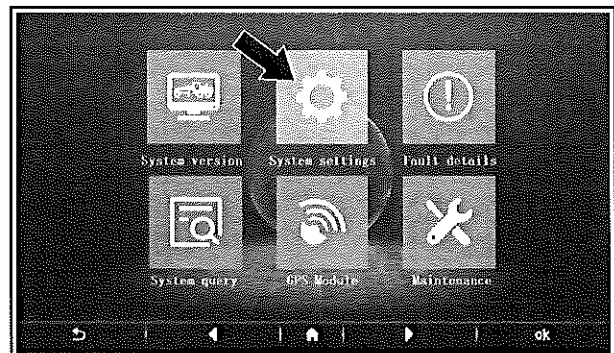 System version System settings Fault details
System query GPS Module Maintenance
ok